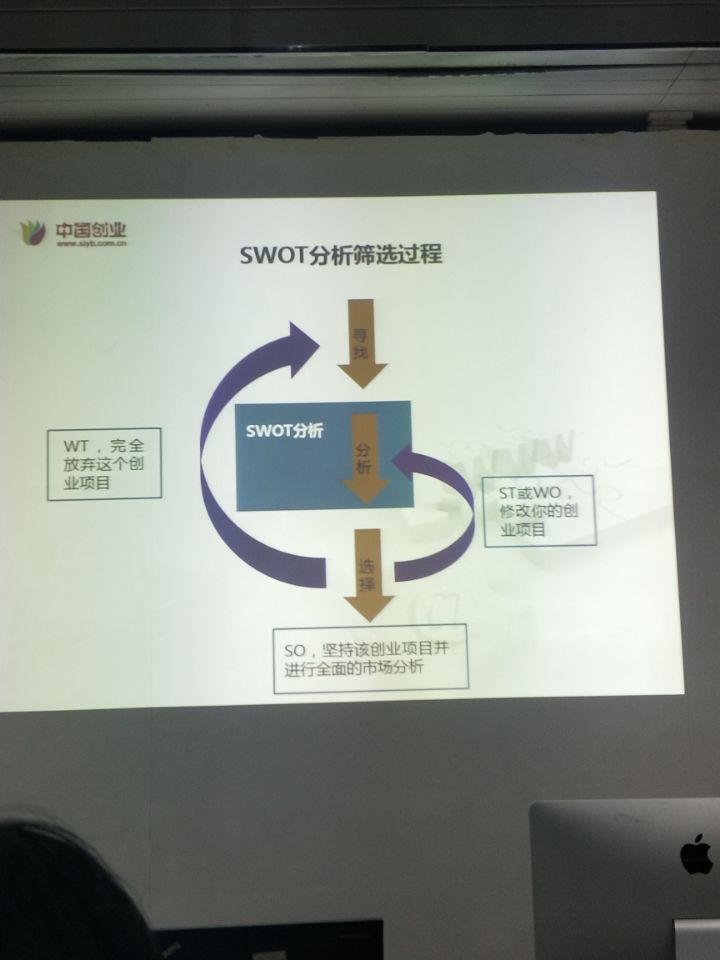 中国创业
www.siyb.com.cn
SWOT分析筛选过程
寻
找
SWOT分析
分
析
WT，完全
放弃这个创
业项目
ST或WO，
修改你的创
业项目
选
择
SO，坚持该创业项目并
进行全面的市场分析